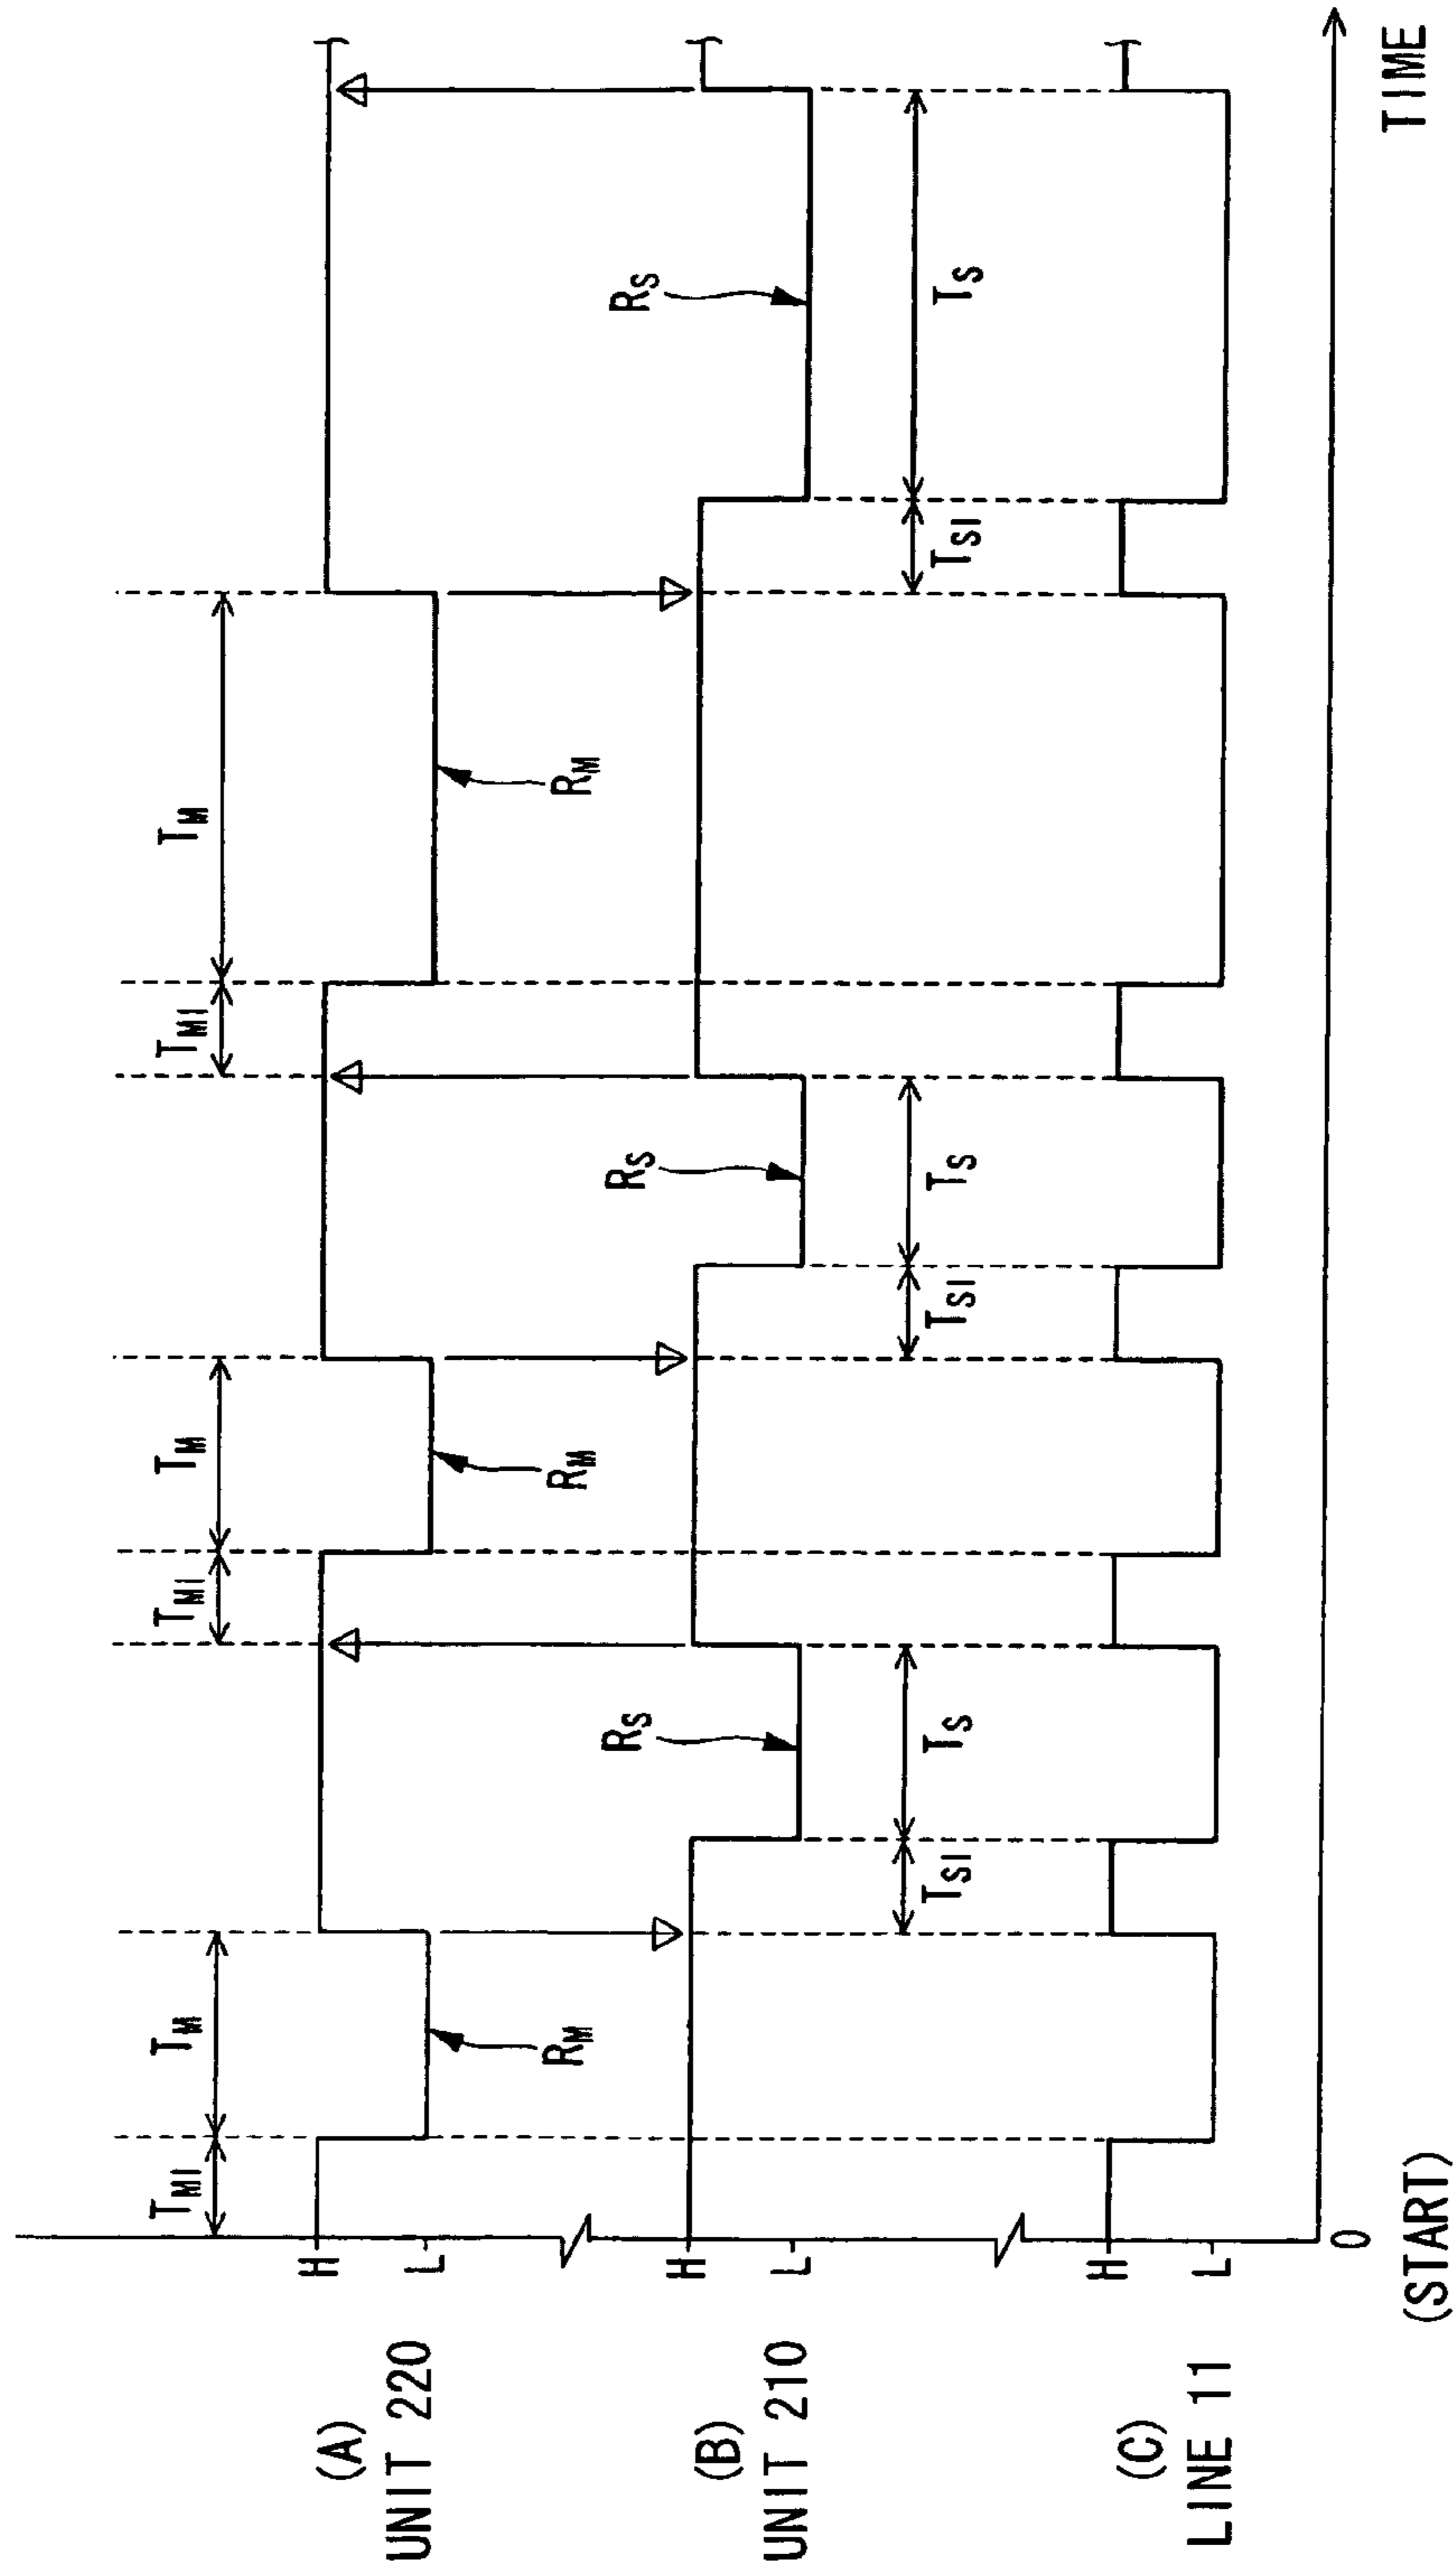 TMI TM TMI TM TMI TM
(A)
UNIT 220
H
L
RM RM RM
(B)
UNIT 210
H
L
RS RS RS
TSI TS TSI TS TSI TS
(C)
LINE 11
H
L
0
(START)
TIME